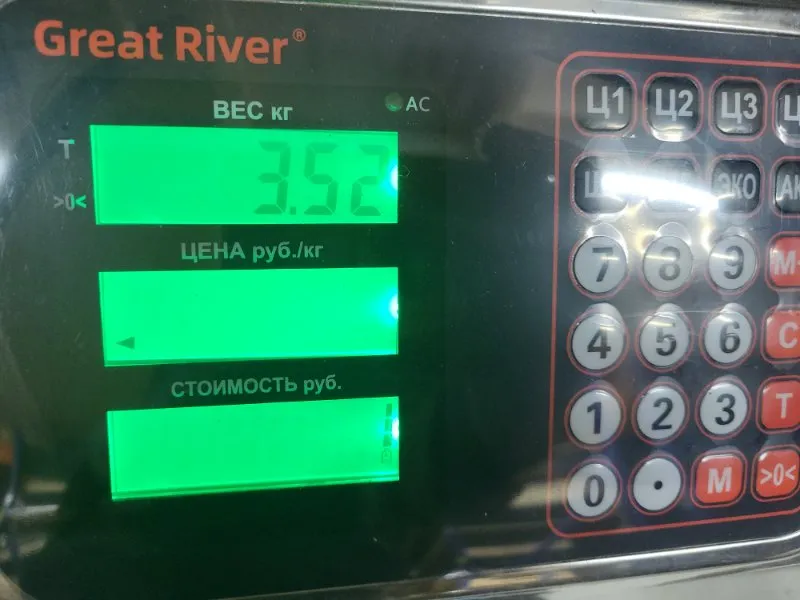 Great River®
ВЕС кг
AC
T
>0<
3.52
ЦЕНА руб./кг
СТОИМОСТЬ руб.
Ц1 Ц2 Ц3
ЭКО
7 8 9
4 5 6 C
1 2 3 T
0 . M >0<